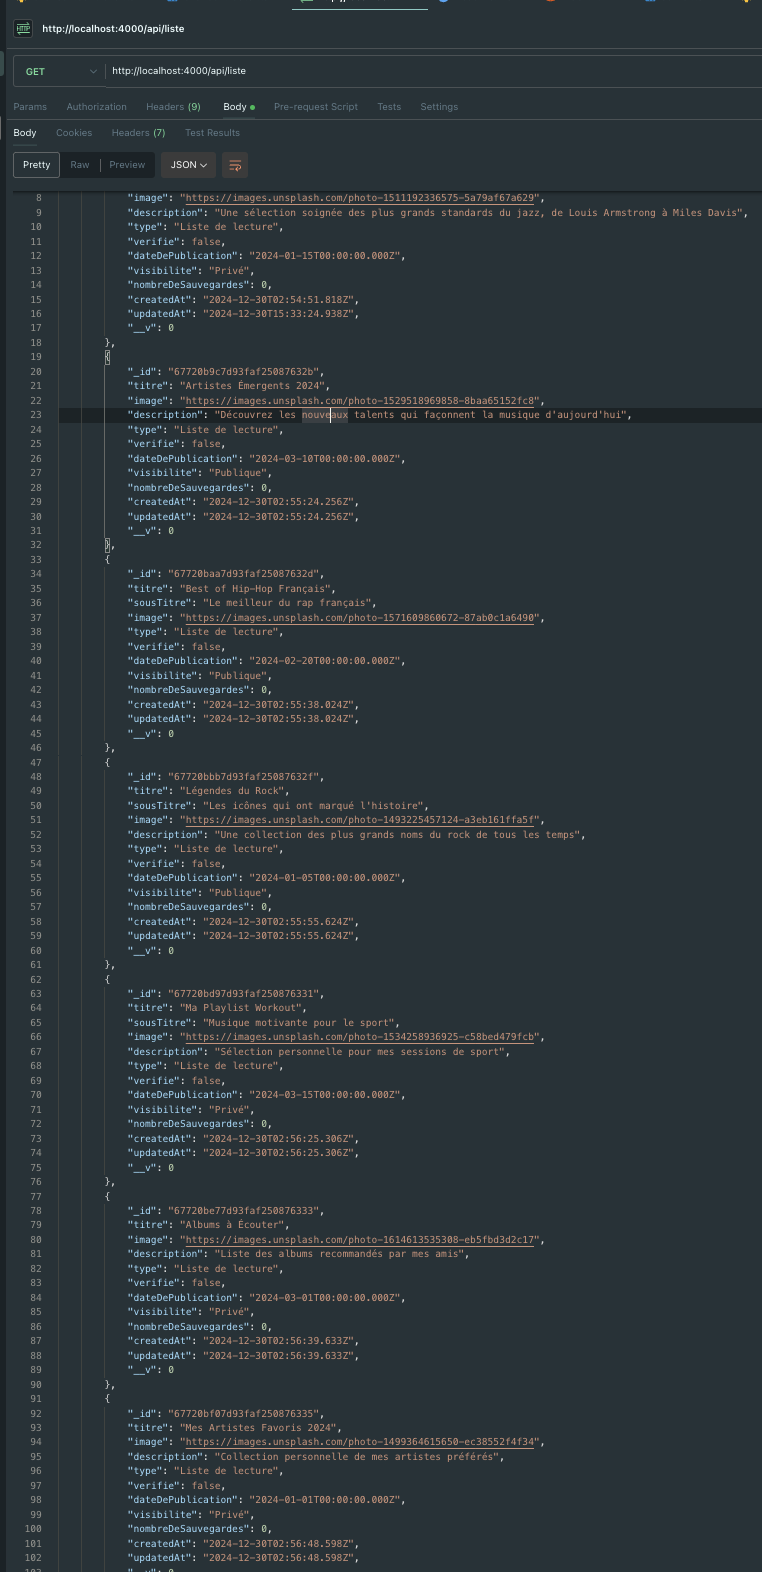 HTTP http://localhost:4000/api/liste
GET http://localhost:4000/api/liste
Params Authorization Headers (9) Body Pre-request Script Tests Settings
Body Cookies Headers (7) Test Results
Pretty Raw Preview JSON
8 "image": "https://images.unsplash.com/photo-1511192336575-5a79af67a629",
9 "description": "Une sélection soignée des plus grands standards du jazz, de Louis Armstrong à Miles Davis",
10 "type": "Liste de lecture",
11 "verifie": false,
12 "dateDePublication": "2024-01-15T00:00:00.000Z",
13 "visibilite": "Privé",
14 "nombreDeSauvegardes": 0,
15 "createdAt": "2024-12-30T02:54:51.818Z",
16 "updatedAt": "2024-12-30T15:33:24.938Z",
17 "__v": 0
18 },
19 {
20 "_id": "67720b9c7d93faf25087632b",
21 "titre": "Artistes Émergents 2024",
22 "image": "https://images.unsplash.com/photo-1529518969858-8baa65152fc8",
23 "description": "Découvrez les nouveaux talents qui façonnent la musique d'aujourd'hui",
24 "type": "Liste de lecture",
25 "verifie": false,
26 "dateDePublication": "2024-03-10T00:00:00.000Z",
27 "visibilite": "Publique",
28 "nombreDeSauvegardes": 0,
29 "createdAt": "2024-12-30T02:55:24.256Z",
30 "updatedAt": "2024-12-30T02:55:24.256Z",
31 "__v": 0
32 },
33 {
34 "_id": "67720baa7d93faf25087632d",
35 "titre": "Best of Hip-Hop Français",
36 "sousTitre": "Le meilleur du rap français",
37 "image": "https://images.unsplash.com/photo-1571609860672-87ab0c1a6490",
38 "type": "Liste de lecture",
39 "verifie": false,
40 "dateDePublication": "2024-02-20T00:00:00.000Z",
41 "visibilite": "Publique",
42 "nombreDeSauvegardes": 0,
43 "createdAt": "2024-12-30T02:55:38.024Z",
44 "updatedAt": "2024-12-30T02:55:38.024Z",
45 "__v": 0
46 },
47 {
48 "_id": "67720bbb7d93faf25087632f",
49 "titre": "Légendes du Rock",
50 "sousTitre": "Les icônes qui ont marqué l'histoire",
51 "image": "https://images.unsplash.com/photo-1493225457124-a3eb161ffa5f",
52 "description": "Une collection des plus grands noms du rock de tous les temps",
53 "type": "Liste de lecture",
54 "verifie": false,
55 "dateDePublication": "2024-01-05T00:00:00.000Z",
56 "visibilite": "Publique",
57 "nombreDeSauvegardes": 0,
58 "createdAt": "2024-12-30T02:55:55.624Z",
59 "updatedAt": "2024-12-30T02:55:55.624Z",
60 "__v": 0
61 },
62 {
63 "_id": "67720bd97d93faf250876331",
64 "titre": "Ma Playlist Workout",
65 "sousTitre": "Musique motivante pour le sport",
66 "image": "https://images.unsplash.com/photo-1534258936925-c58bed479fcb",
67 "description": "Sélection personnelle pour mes sessions de sport",
68 "type": "Liste de lecture",
69 "verifie": false,
70 "dateDePublication": "2024-03-15T00:00:00.000Z",
71 "visibilite": "Privé",
72 "nombreDeSauvegardes": 0,
73 "createdAt": "2024-12-30T02:56:25.306Z",
74 "updatedAt": "2024-12-30T02:56:25.306Z",
75 "__v": 0
76 },
77 {
78 "_id": "67720be77d93faf250876333",
79 "titre": "Albums à Écouter",
80 "image": "https://images.unsplash.com/photo-1614613535308-eb5fbd3d2c17",
81 "description": "Liste des albums recommandés par mes amis",
82 "type": "Liste de lecture",
83 "verifie": false,
84 "dateDePublication": "2024-03-01T00:00:00.000Z",
85 "visibilite": "Privé",
86 "nombreDeSauvegardes": 0,
87 "createdAt": "2024-12-30T02:56:39.633Z",
88 "updatedAt": "2024-12-30T02:56:39.633Z",
89 "__v": 0
90 },
91 {
92 "_id": "67720bf07d93faf250876335",
93 "titre": "Mes Artistes Favoris 2024",
94 "image": "https://images.unsplash.com/photo-1499364615650-ec38552f4f34",
95 "description": "Collection personnelle de mes artistes préférés",
96 "type": "Liste de lecture",
97 "verifie": false,
98 "dateDePublication": "2024-01-01T00:00:00.000Z",
99 "visibilite": "Privé",
100 "nombreDeSauvegardes": 0,
101 "createdAt": "2024-12-30T02:56:48.598Z",
102 "updatedAt": "2024-12-30T02:56:48.598Z",